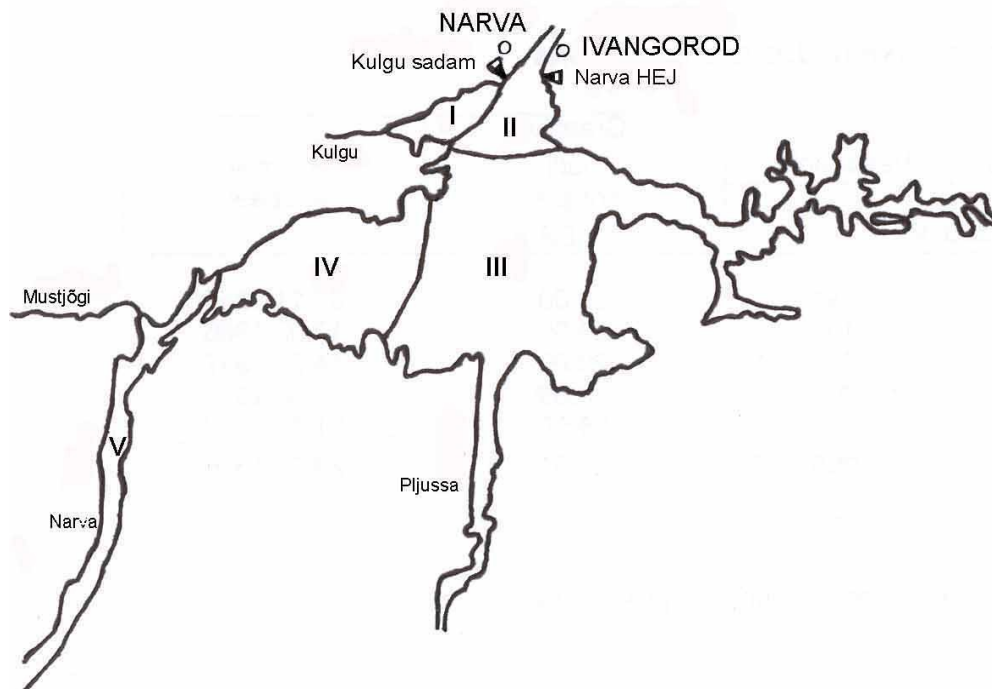 NARVA
IVANGOROD
Kulgu sadam
Narva HEJ
I
II
Kulgu
IV
III
Mustjõgi
V
Pljussa
Narva